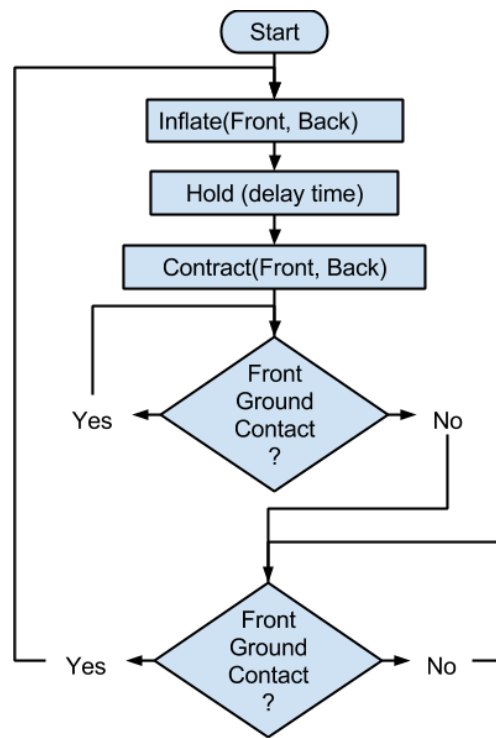 Start
Inflate(Front, Back)
Hold (delay time)
Contract(Front, Back)
Front
Ground
Contact
?
Yes
No
Front
Ground
Contact
?
Yes
No